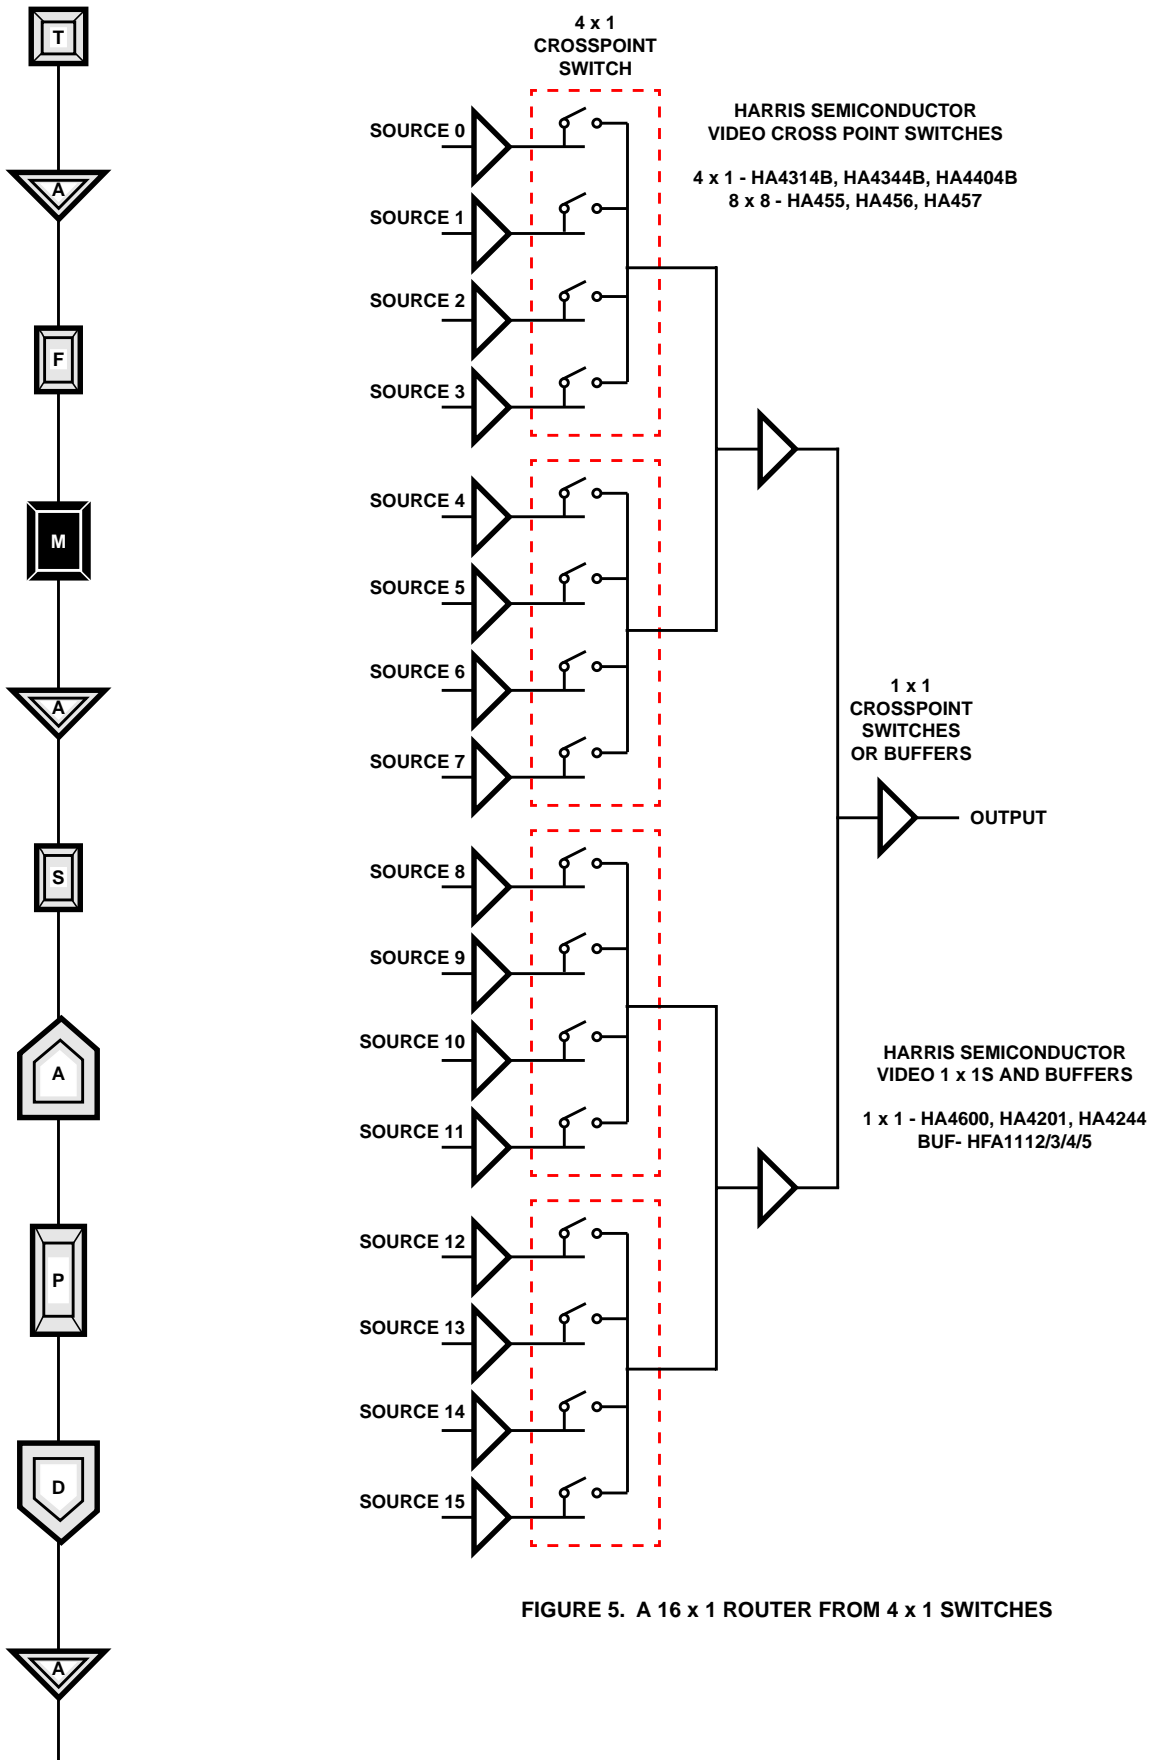 T
A
F
M
A
S
A
P
D
A
4 x 1
CROSSPOINT
SWITCH
HARRIS SEMICONDUCTOR
VIDEO CROSS POINT SWITCHES
4 x 1 - HA4314B, HA4344B, HA4404B
8 x 8 - HA455, HA456, HA457
SOURCE 0
SOURCE 1
SOURCE 2
SOURCE 3
SOURCE 4
SOURCE 5
SOURCE 6
SOURCE 7
1 x 1
CROSSPOINT
SWITCHES
OR BUFFERS
OUTPUT
SOURCE 8
SOURCE 9
SOURCE 10
SOURCE 11
HARRIS SEMICONDUCTOR
VIDEO 1 x 1S AND BUFFERS
1 x 1 - HA4600, HA4201, HA4244
BUF- HFA1112/3/4/5
SOURCE 12
SOURCE 13
SOURCE 14
SOURCE 15
FIGURE 5. A 16 x 1 ROUTER FROM 4 x 1 SWITCHES